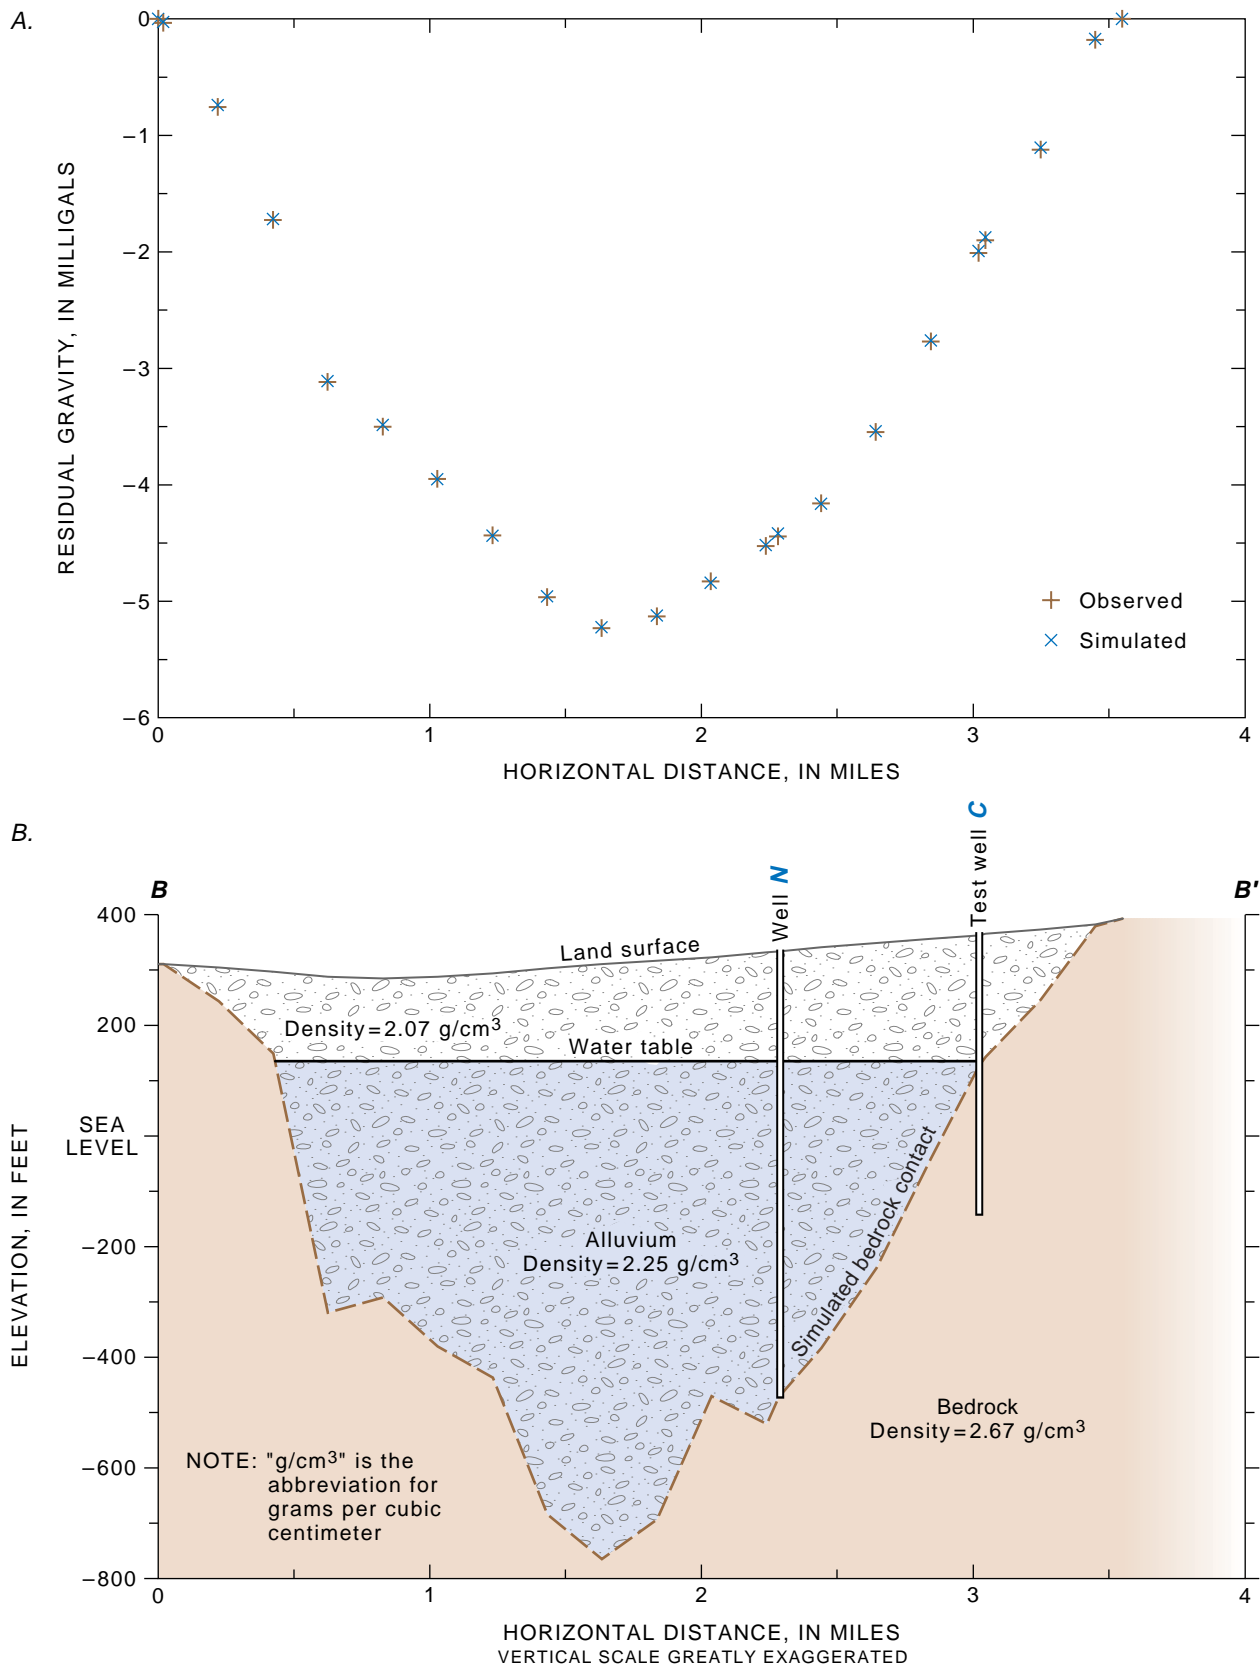 A.
0
–1
–2
–3
–4
–5
–6
RESIDUAL GRAVITY, IN MILLIGALS
Observed
Simulated
0 1 2 3 4
HORIZONTAL DISTANCE, IN MILES
B.
B
B'
Well N
Test well C
400
200
SEA
LEVEL
–200
–400
–600
–800
ELEVATION, IN FEET
Land surface
Density=2.07 g/cm³
Water table
Alluvium
Density=2.25 g/cm³
Simulated bedrock contact
Bedrock
Density=2.67 g/cm³
NOTE: "g/cm³" is the
abbreviation for
grams per cubic
centimeter
0 1 2 3 4
HORIZONTAL DISTANCE, IN MILES
VERTICAL SCALE GREATLY EXAGGERATED